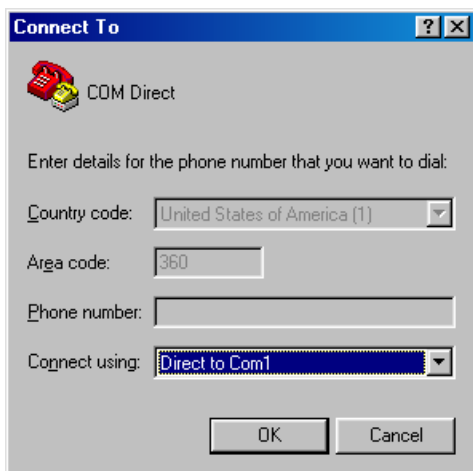 Connect To
COM Direct
Enter details for the phone number that you want to dial:
Country code: United States of America (1)
Area code: 360
Phone number:
Connect using: Direct to Com1
OK Cancel